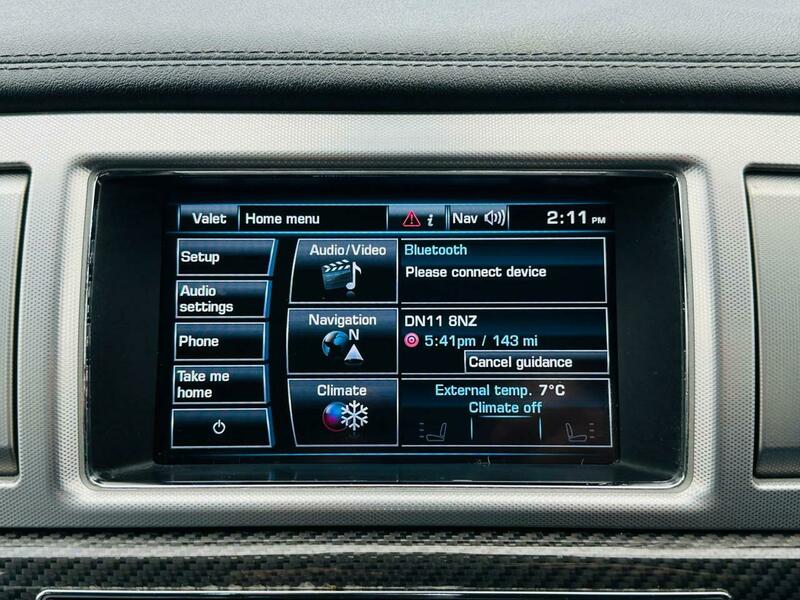 Valet Home menu i Nav 2:11 PM
Setup
Audio settings
Phone
Take me home
Audio/Video
Navigation
N
Climate
Bluetooth
Please connect device
DN11 8NZ
5:41pm / 143 mi
Cancel guidance
External temp. 7°C
Climate off